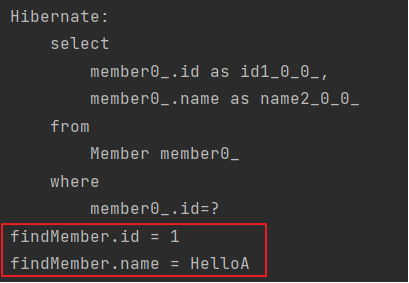 Hibernate:
    select
        member0_.id as id1_0_0_,
        member0_.name as name2_0_0_
    from
        Member member0_
    where
        member0_.id=?
findMember.id = 1
findMember.name = HelloA